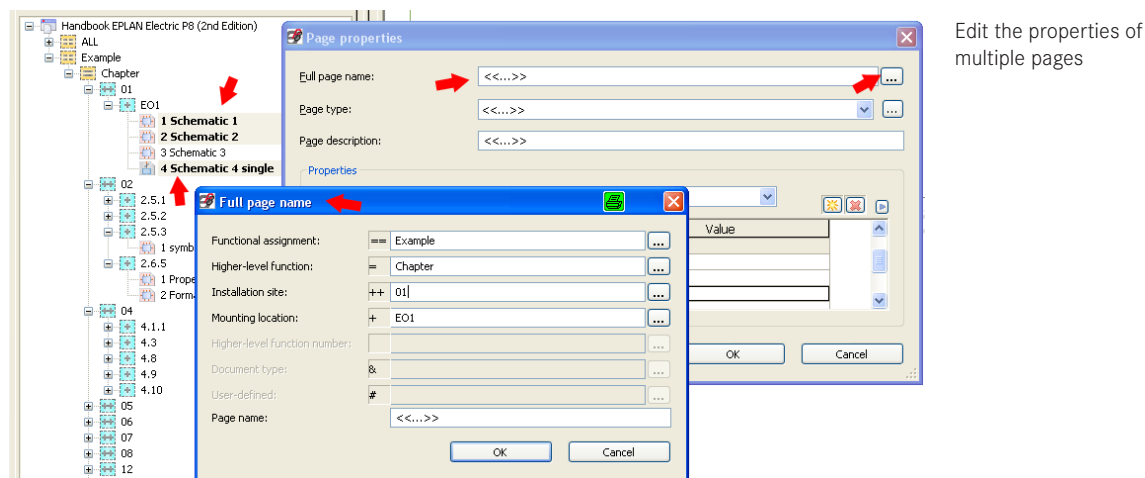 Handbook EPLAN Electric P8 (2nd Edition)
ALL
Example
Chapter
01
EO1
1 Schematic 1
2 Schematic 2
3 Schematic 3
4 Schematic 4 single
02
2.5.1
2.5.2
2.5.3
1 symb
2.6.5
1 Prope
2 Form
04
4.1.1
4.3
4.8
4.9
4.10
05
06
07
08
12
Page properties
Full page name: <<...>> ...
Page type: <<...>> ...
Page description: <<...>>
Properties
Value
OK Cancel
Full page name
Functional assignment: == Example ...
Higher-level function: = Chapter ...
Installation site: ++ 01 ...
Mounting location: + EO1 ...
Higher-level function number: ...
Document type: & ...
User-defined: # ...
Page name: <<...>>
OK Cancel
Edit the properties of
multiple pages